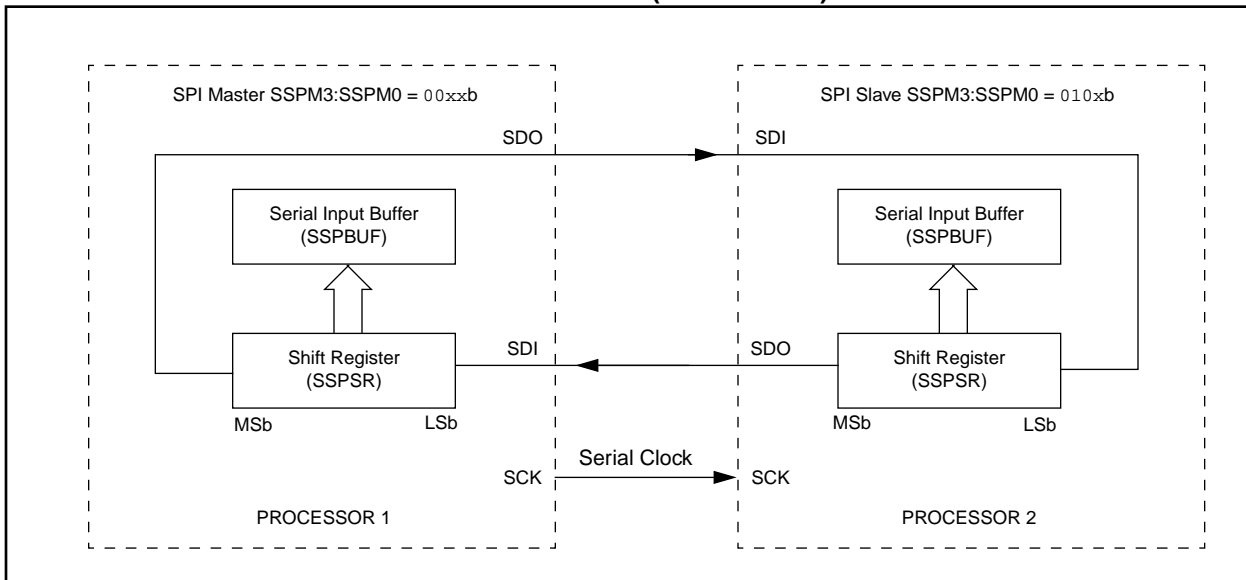 SPI Master SSPM3:SSPM0 = 00xxb
SPI Slave SSPM3:SSPM0 = 010xb
SDO
SDI
Serial Input Buffer
(SSPBUF)
Serial Input Buffer
(SSPBUF)
Shift Register
(SSPSR)
MSb
LSb
SDI
SDO
Shift Register
(SSPSR)
MSb
LSb
SCK
Serial Clock
SCK
PROCESSOR 1
PROCESSOR 2